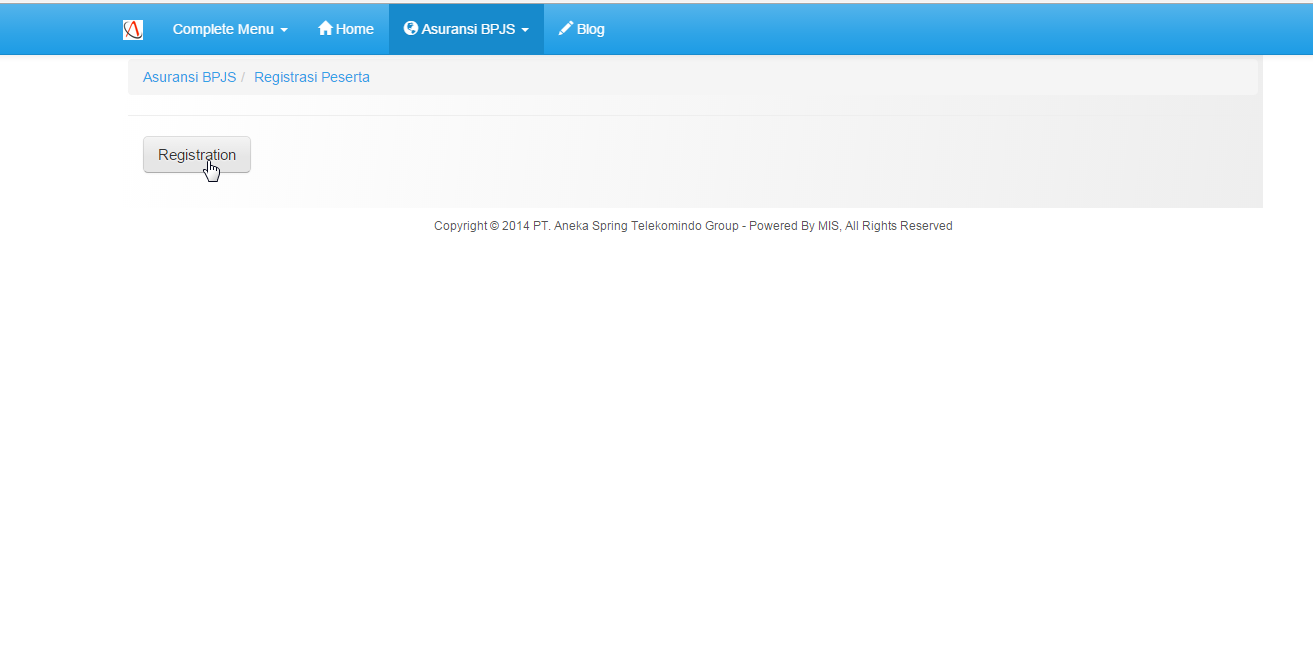 Complete Menu Home Asuransi BPJS Blog
Asuransi BPJS / Registrasi Peserta
Registration
Copyright © 2014 PT. Aneka Spring Telekomindo Group - Powered By MIS, All Rights Reserved